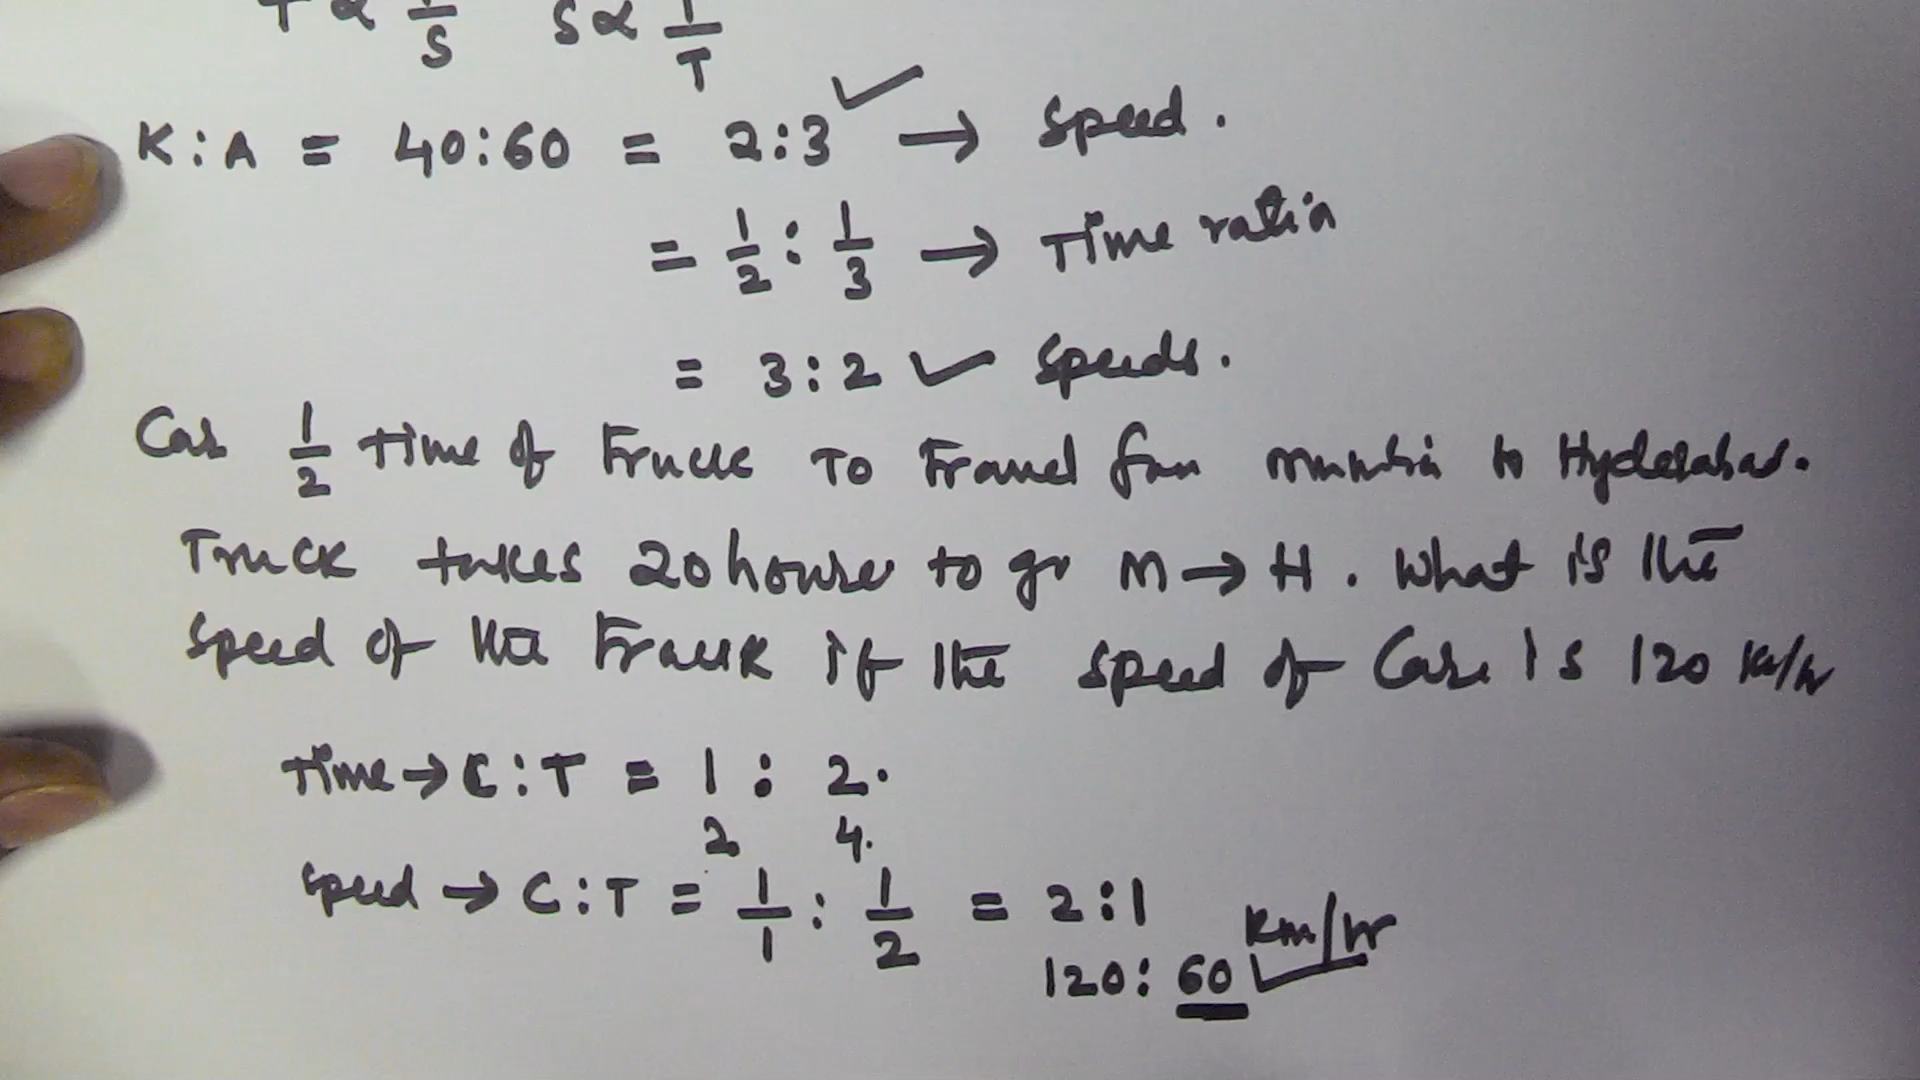 T ∝ 1/S S ∝ 1/T
K : A = 40 : 60 = 2 : 3 ✓ → speed.
= 1/2 : 1/3 → Time ratio
= 3 : 2 ✓ speeds.
Car 1/2 time of Truck To Travel from mumbai to Hyderabad.
Truck takes 20 hours to go M → H. What is the
speed of the Truck if the speed of Car is 120 km/hr
Time → C : T = 1 : 2.
2 4.
speed → C : T = 1/1 : 1/2 = 2 : 1
120 : 60 km/hr ✓